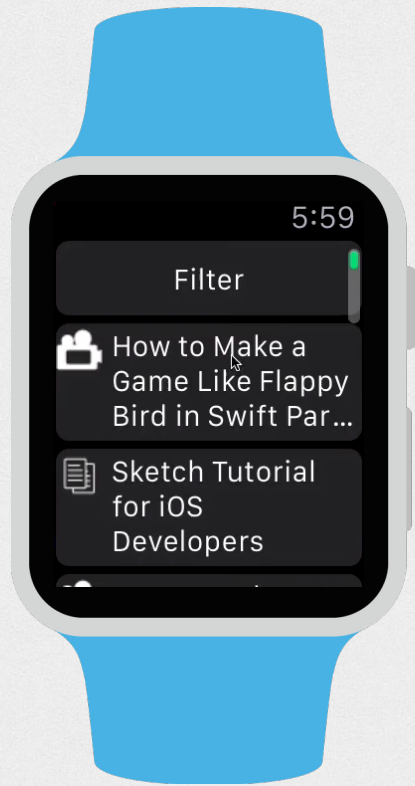 5:59
Filter
How to Make a
Game Like Flappy
Bird in Swift Par...
Sketch Tutorial
for iOS
Developers